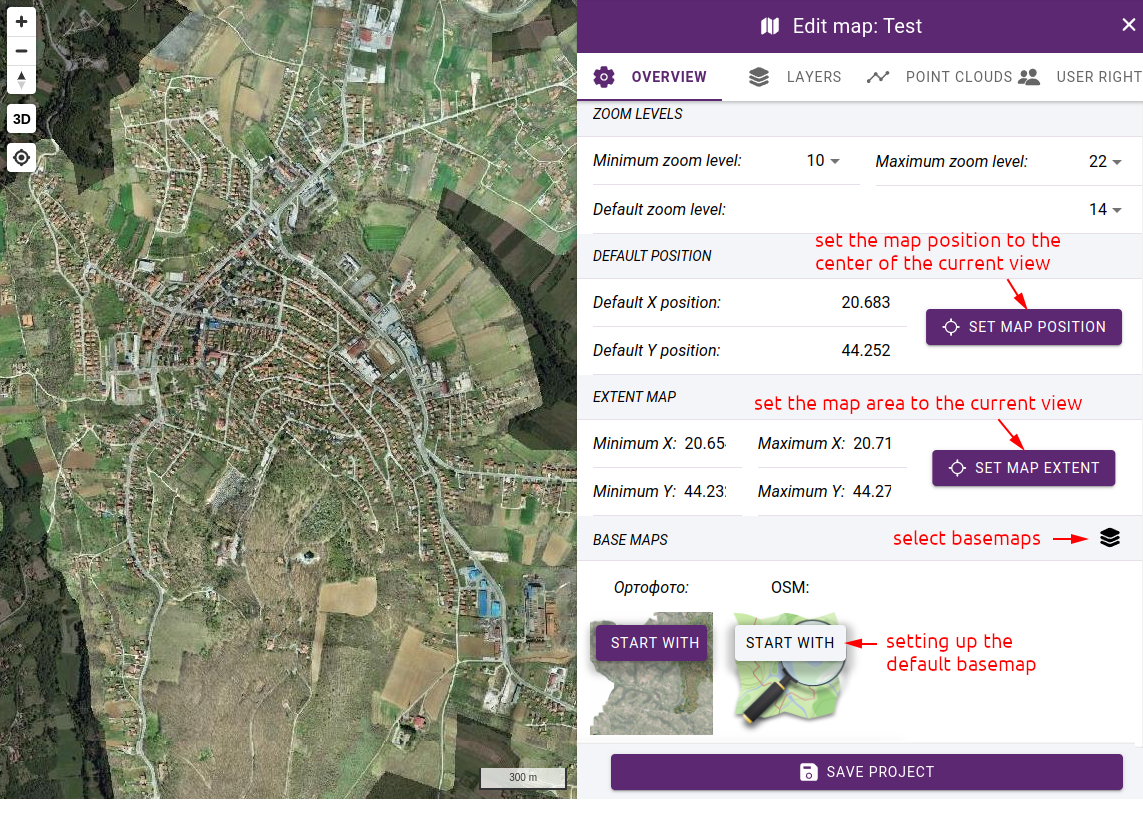 3D
300 m
Edit map: Test
OVERVIEW
LAYERS
POINT CLOUDS
USER RIGHT
ZOOM LEVELS
Minimum zoom level: 10
Maximum zoom level: 22
Default zoom level: 14
set the map position to the
center of the current view
DEFAULT POSITION
Default X position: 20.683
SET MAP POSITION
Default Y position: 44.252
EXTENT MAP
set the map area to the current view
Minimum X: 20.65
Maximum X: 20.71
SET MAP EXTENT
Minimum Y: 44.23
Maximum Y: 44.27
BASE MAPS
select basemaps
Ортофото:
OSM:
START WITH
START WITH
setting up the
default basemap
SAVE PROJECT